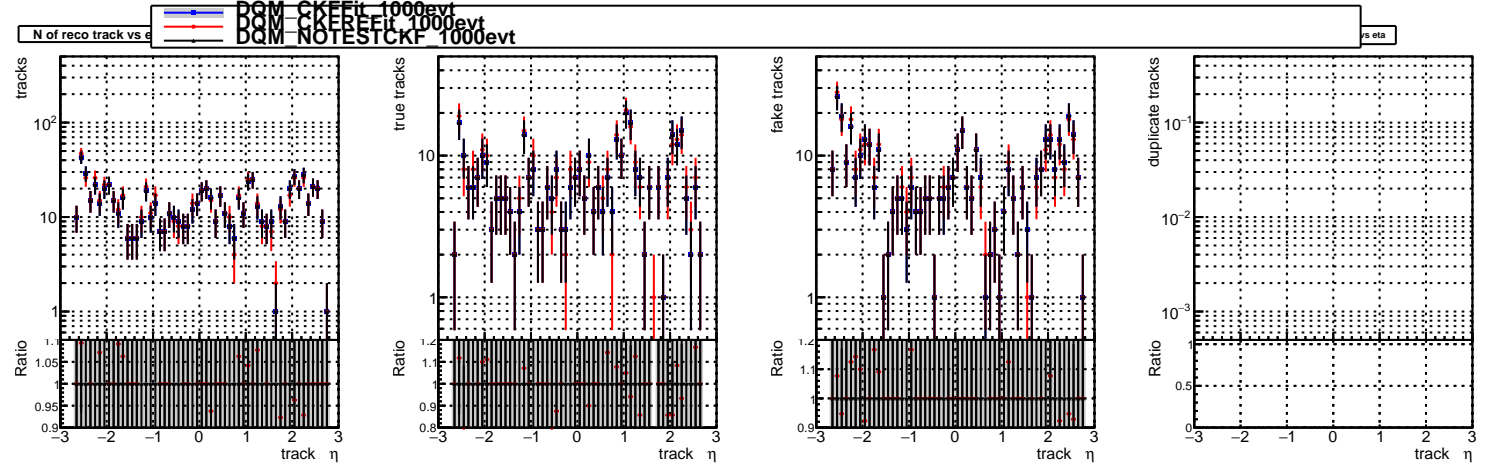 DQM_CKFFit_1000evt
DQM_CKFREFit_1000evt
DQM_NOTESTCKF_1000evt
N of reco track vs e
vs eta
tracks
10²
10
1
Ratio
1.1
1.05
1
0.95
0.9
−3 −2 −1 0 1 2 3
track η
true tracks
10
1
Ratio
1.2
1.1
1
0.9
0.8
−3 −2 −1 0 1 2 3
track η
fake tracks
10
1
Ratio
1.2
1.1
1
0.9
−3 −2 −1 0 1 2 3
track η
duplicate tracks
10⁻¹
10⁻²
10⁻³
Ratio
1
0.5
0
−3 −2 −1 0 1 2 3
track η